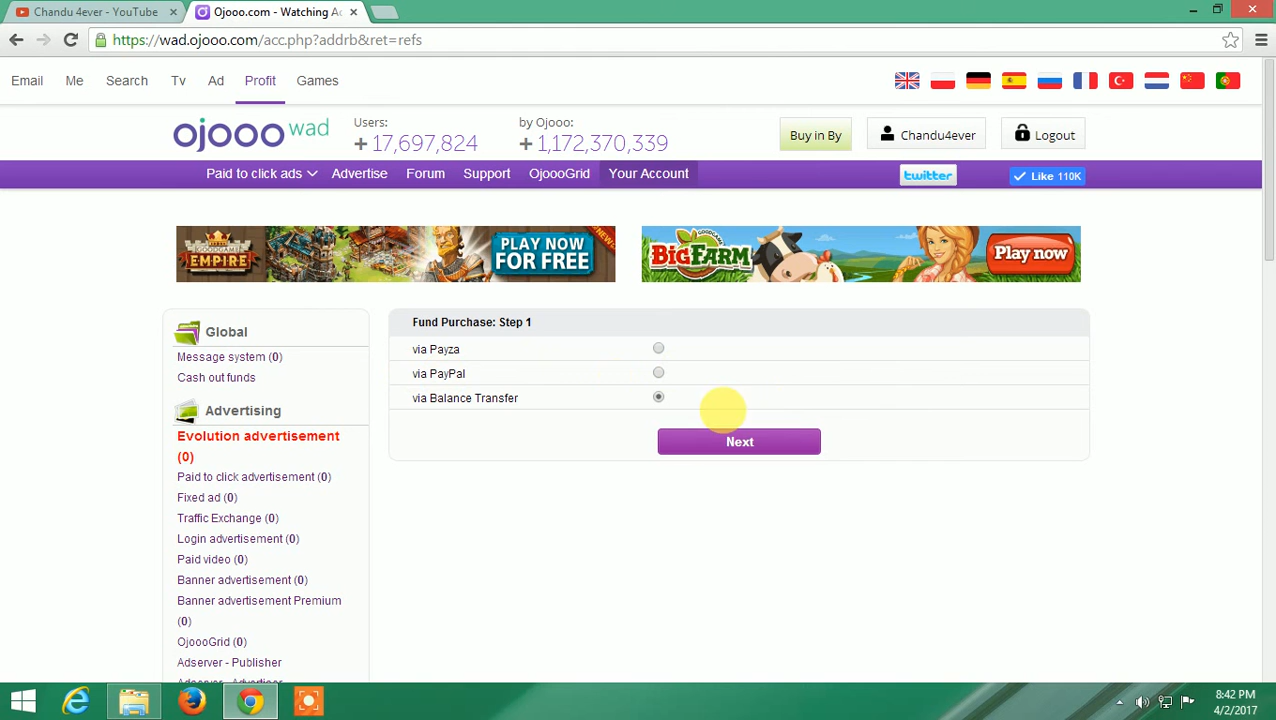 Chandu 4ever - YouTube
Ojooo.com - Watching Ac
https://wad.ojooo.com/acc.php?addrb&ret=refs
Email Me Search Tv Ad Profit Games
ojooo wad
Users:
+ 17,697,824
by Ojooo:
+ 1,172,370,339
Buy in By
Chandu4ever
Logout
Paid to click ads Advertise Forum Support OjoooGrid Your Account
twitter
Like 110K
GOODGAME EMPIRE
PLAY NOW FOR FREE
NEW
GOODGAME BIGFARM
Play now
Global
Message system (0)
Cash out funds
Advertising
Evolution advertisement
(0)
Paid to click advertisement (0)
Fixed ad (0)
Traffic Exchange (0)
Login advertisement (0)
Paid video (0)
Banner advertisement (0)
Banner advertisement Premium
(0)
OjoooGrid (0)
Adserver - Publisher
Adserver - Advertiser
Fund Purchase: Step 1
via Payza
via PayPal
via Balance Transfer
Next
8:42 PM
4/2/2017